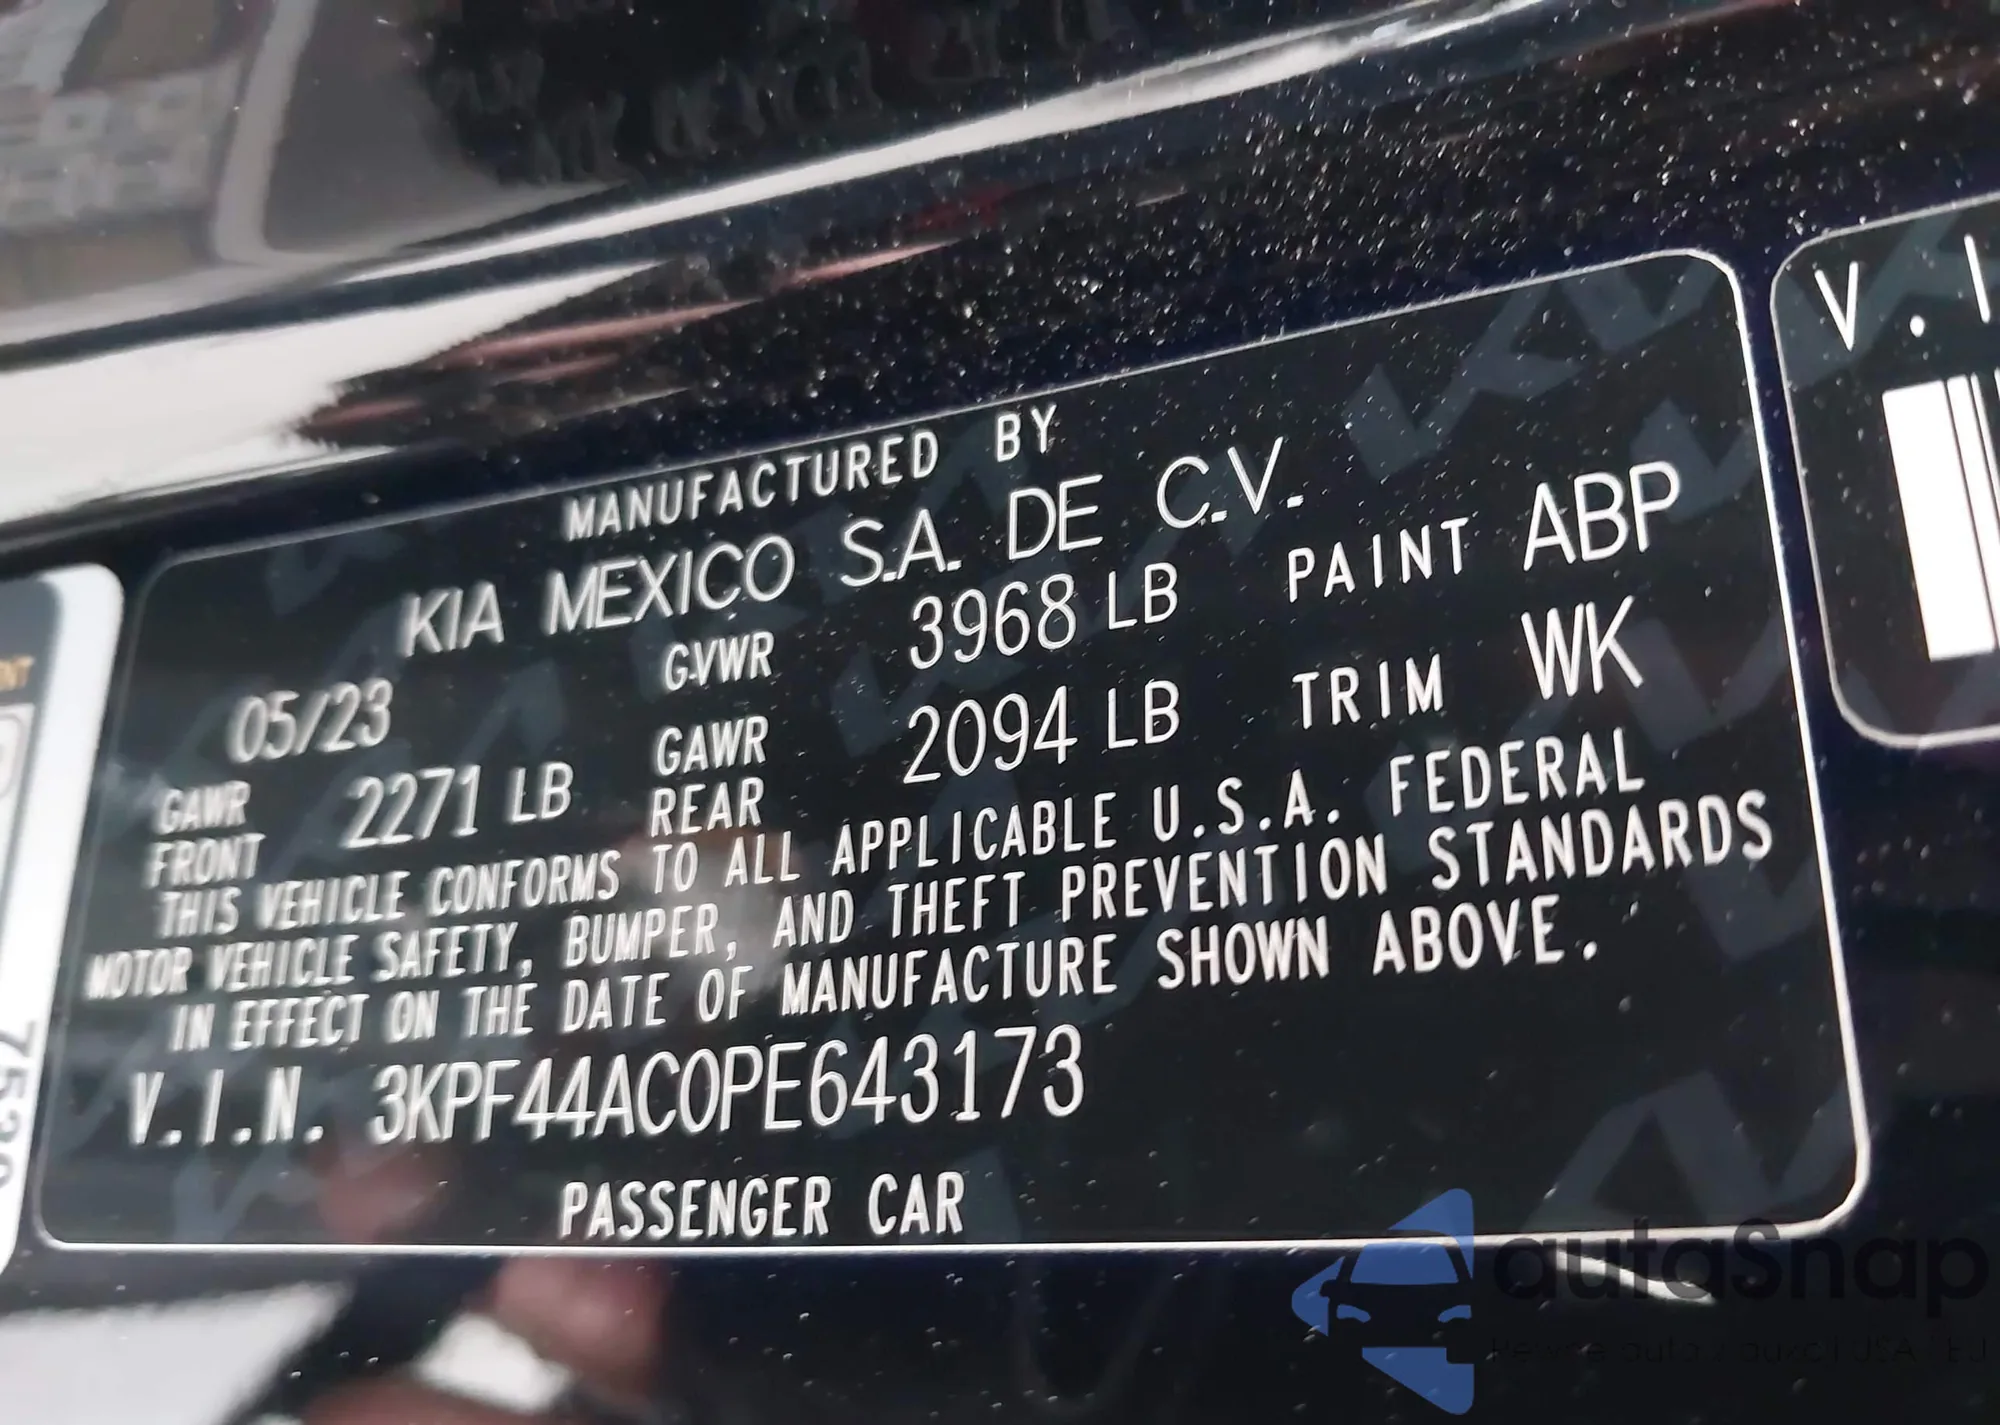 MANUFACTURED BY
KIA MEXICO S.A. DE C.V.
05/23 GVWR 3968 LB PAINT ABP
GAWR FRONT 2271 LB GAWR REAR 2094 LB TRIM WK
THIS VEHICLE CONFORMS TO ALL APPLICABLE U.S.A. FEDERAL
MOTOR VEHICLE SAFETY, BUMPER, AND THEFT PREVENTION STANDARDS
IN EFFECT ON THE DATE OF MANUFACTURE SHOWN ABOVE.
V.I.N. 3KPF44AC0PE643173
PASSENGER CAR
V.I
autoSnap